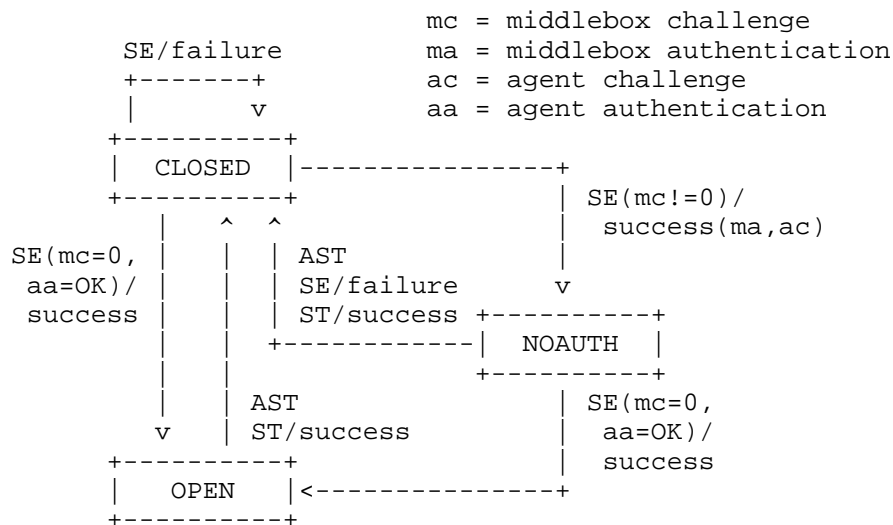 mc = middlebox challenge
SE/failure    ma = middlebox authentication
+-------+    ac = agent challenge
|       v    aa = agent authentication
+----------+
|  CLOSED  |----------------+
+----------+                |  SE(mc!=0)/
|   ^  ^                 |   success(ma,ac)
SE(mc=0,  |   |  | AST             |
aa=OK)/ |   |  | SE/failure      v
success |   |  | ST/success +----------+
|   |  +------------|  NOAUTH  |
|   |               +----------+
|   | AST                 | SE(mc=0,
v   | ST/success          |  aa=OK)/
+----------+                | success
|   OPEN   |<---------------+
+----------+